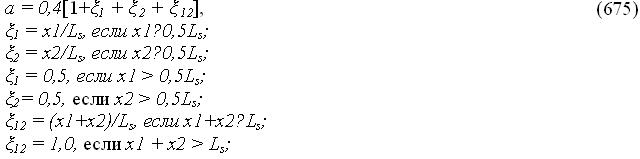 a = 0,4[1+ξ1 + ξ2 + ξ12], (675)
ξ1 = x1/Ls, если x1?0,5Ls;
ξ2 = x2/Ls, если x2?0,5Ls;
ξ1 = 0,5, если x1 > 0,5Ls;
ξ2= 0,5, если x2 > 0,5Ls;
ξ12 = (x1+x2)/Ls, если x1+x2?Ls;
ξ12 = 1,0, если x1 + x2 > Ls;